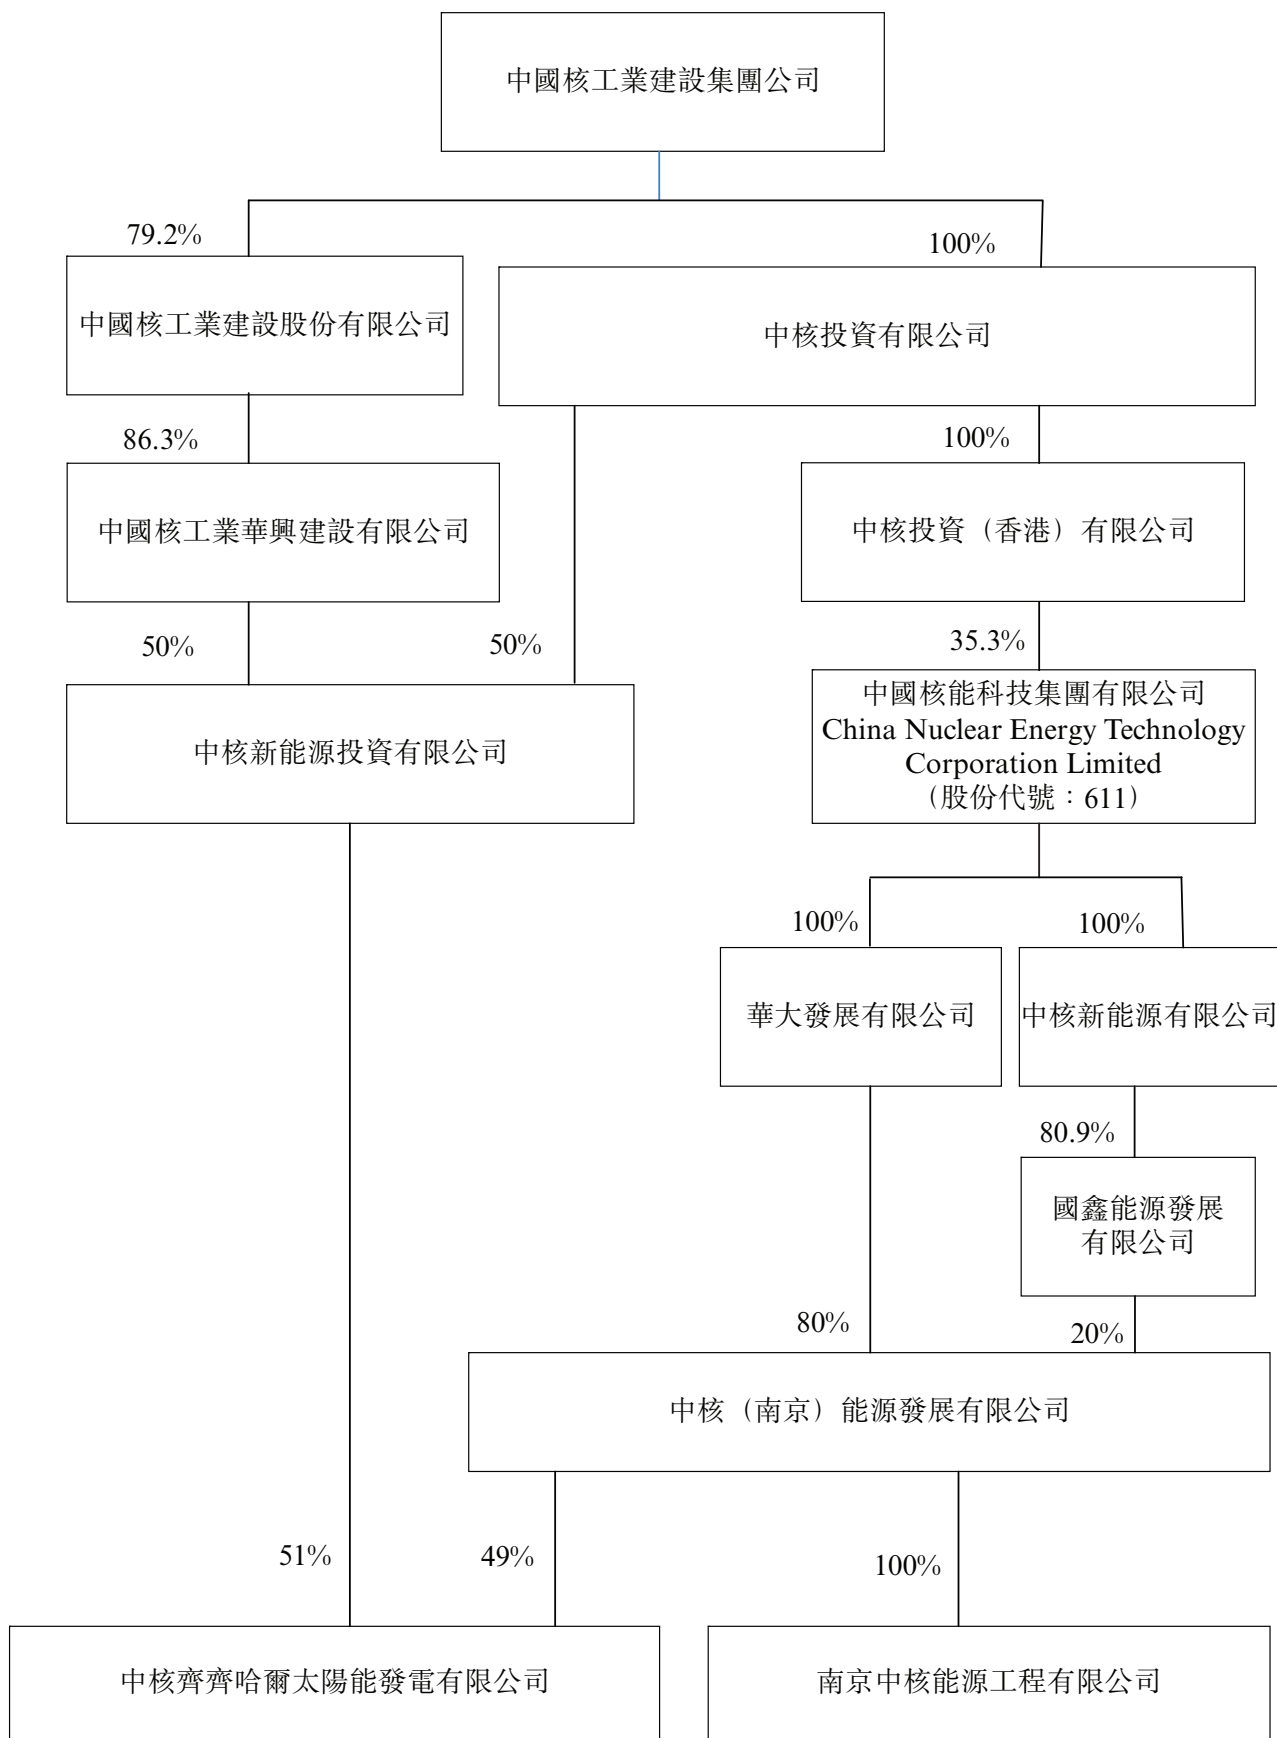 中國核工業建設集團公司
79.2%
100%
中國核工業建設股份有限公司
中核投資有限公司
86.3%
100%
中國核工業華興建設有限公司
中核投資（香港）有限公司
50%
50%
35.3%
中核新能源投資有限公司
中國核能科技集團有限公司
China Nuclear Energy Technology
Corporation Limited
（股份代號：611）
100%
100%
華大發展有限公司
中核新能源有限公司
80.9%
國鑫能源發展
有限公司
80%
20%
中核（南京）能源發展有限公司
51%
49%
100%
中核齊齊哈爾太陽能發電有限公司
南京中核能源工程有限公司